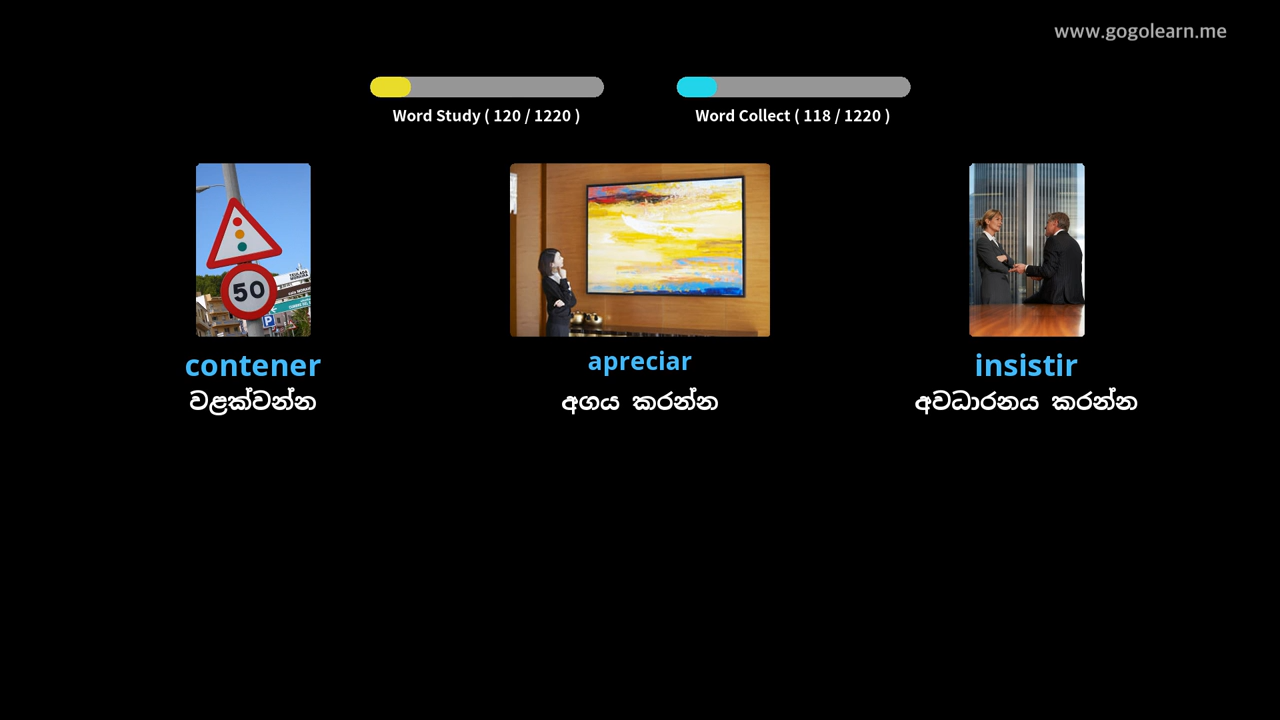 www.gogolearn.me
Word Study ( 120 / 1220 )
Word Collect ( 118 / 1220 )
50
P
contener
apreciar
insistir
වළක්වන්න
අගය කරන්න
අවධාරනය කරන්න